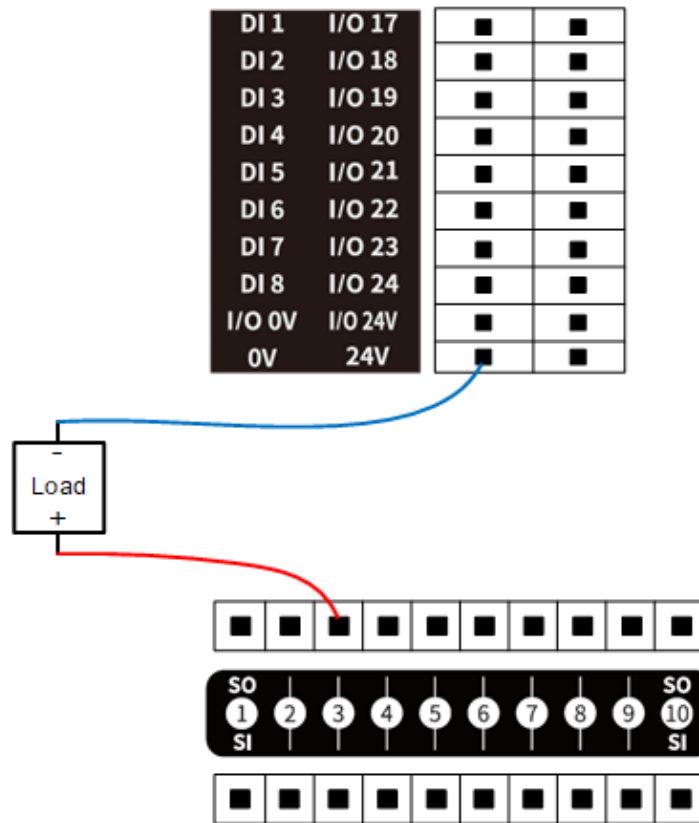 DI 1 I/O 17
DI 2 I/O 18
DI 3 I/O 19
DI 4 I/O 20
DI 5 I/O 21
DI 6 I/O 22
DI 7 I/O 23
DI 8 I/O 24
I/O 0V I/O 24V
0V 24V
-
Load
+
SO SO
1 2 3 4 5 6 7 8 9 10
SI SI